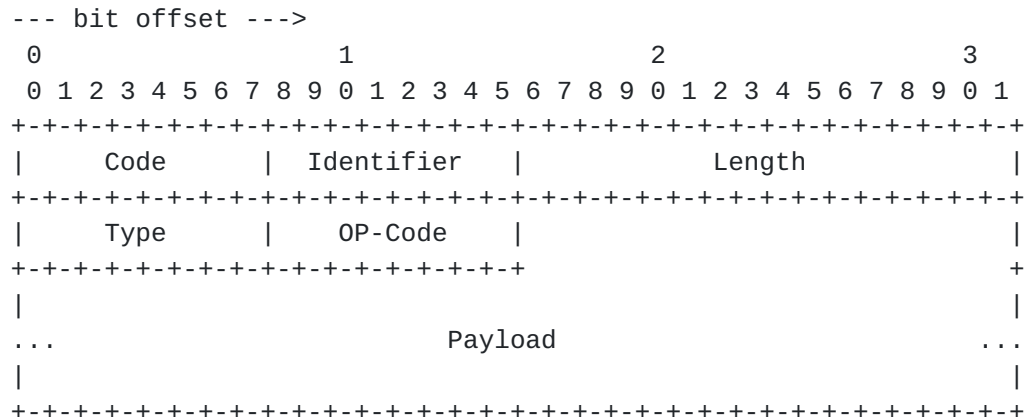 --- bit offset --->
 0                   1                   2                   3
 0 1 2 3 4 5 6 7 8 9 0 1 2 3 4 5 6 7 8 9 0 1 2 3 4 5 6 7 8 9 0 1
+-+-+-+-+-+-+-+-+-+-+-+-+-+-+-+-+-+-+-+-+-+-+-+-+-+-+-+-+-+-+-+-+
|     Code      |  Identifier   |            Length             |
+-+-+-+-+-+-+-+-+-+-+-+-+-+-+-+-+-+-+-+-+-+-+-+-+-+-+-+-+-+-+-+-+
|     Type      |    OP-Code    |                               |
+-+-+-+-+-+-+-+-+-+-+-+-+-+-+-+-+                               +
|                                                               |
...                         Payload                           ...
|                                                               |
+-+-+-+-+-+-+-+-+-+-+-+-+-+-+-+-+-+-+-+-+-+-+-+-+-+-+-+-+-+-+-+-+